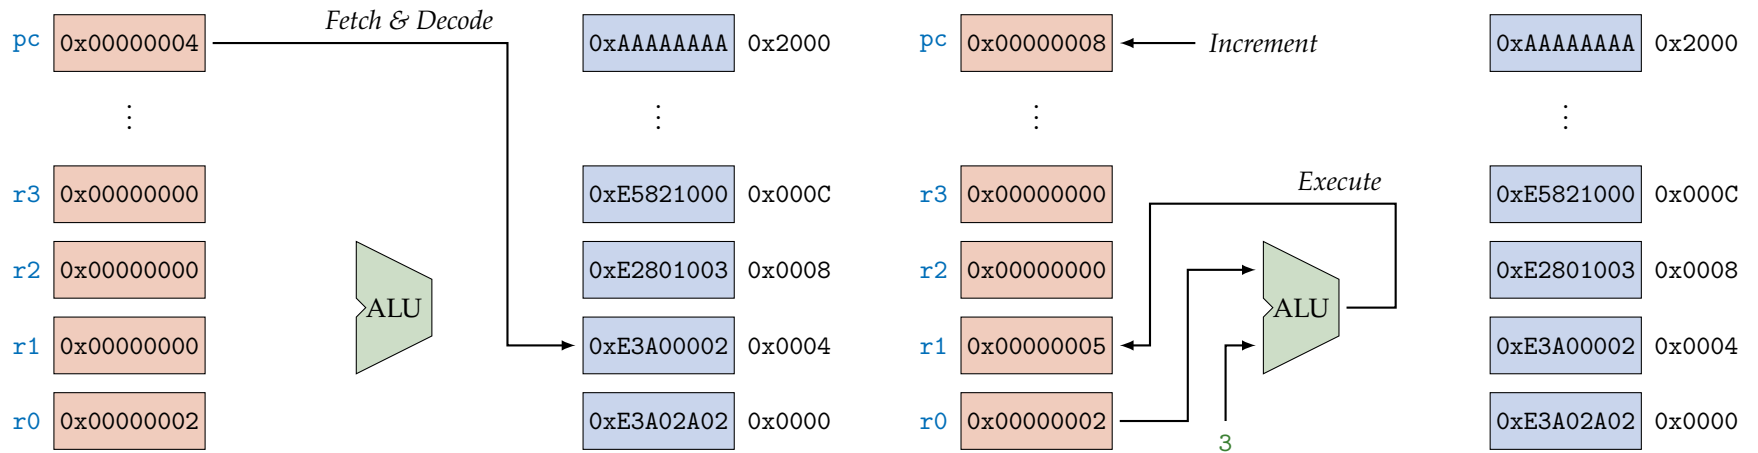 Fetch & Decode
pc 0x00000004 0xAAAAAAAA 0x2000 pc 0x00000008 Increment 0xAAAAAAAA 0x2000
⋮ ⋮ ⋮ ⋮
r3 0x00000000 0xE5821000 0x000C r3 0x00000000 Execute 0xE5821000 0x000C
r2 0x00000000 0xE2801003 0x0008 r2 0x00000000 0xE2801003 0x0008
ALU ALU
r1 0x00000000 0xE3A00002 0x0004 r1 0x00000005 0xE3A00002 0x0004
r0 0x00000002 0xE3A02A02 0x0000 r0 0x00000002 0xE3A02A02 0x0000
3